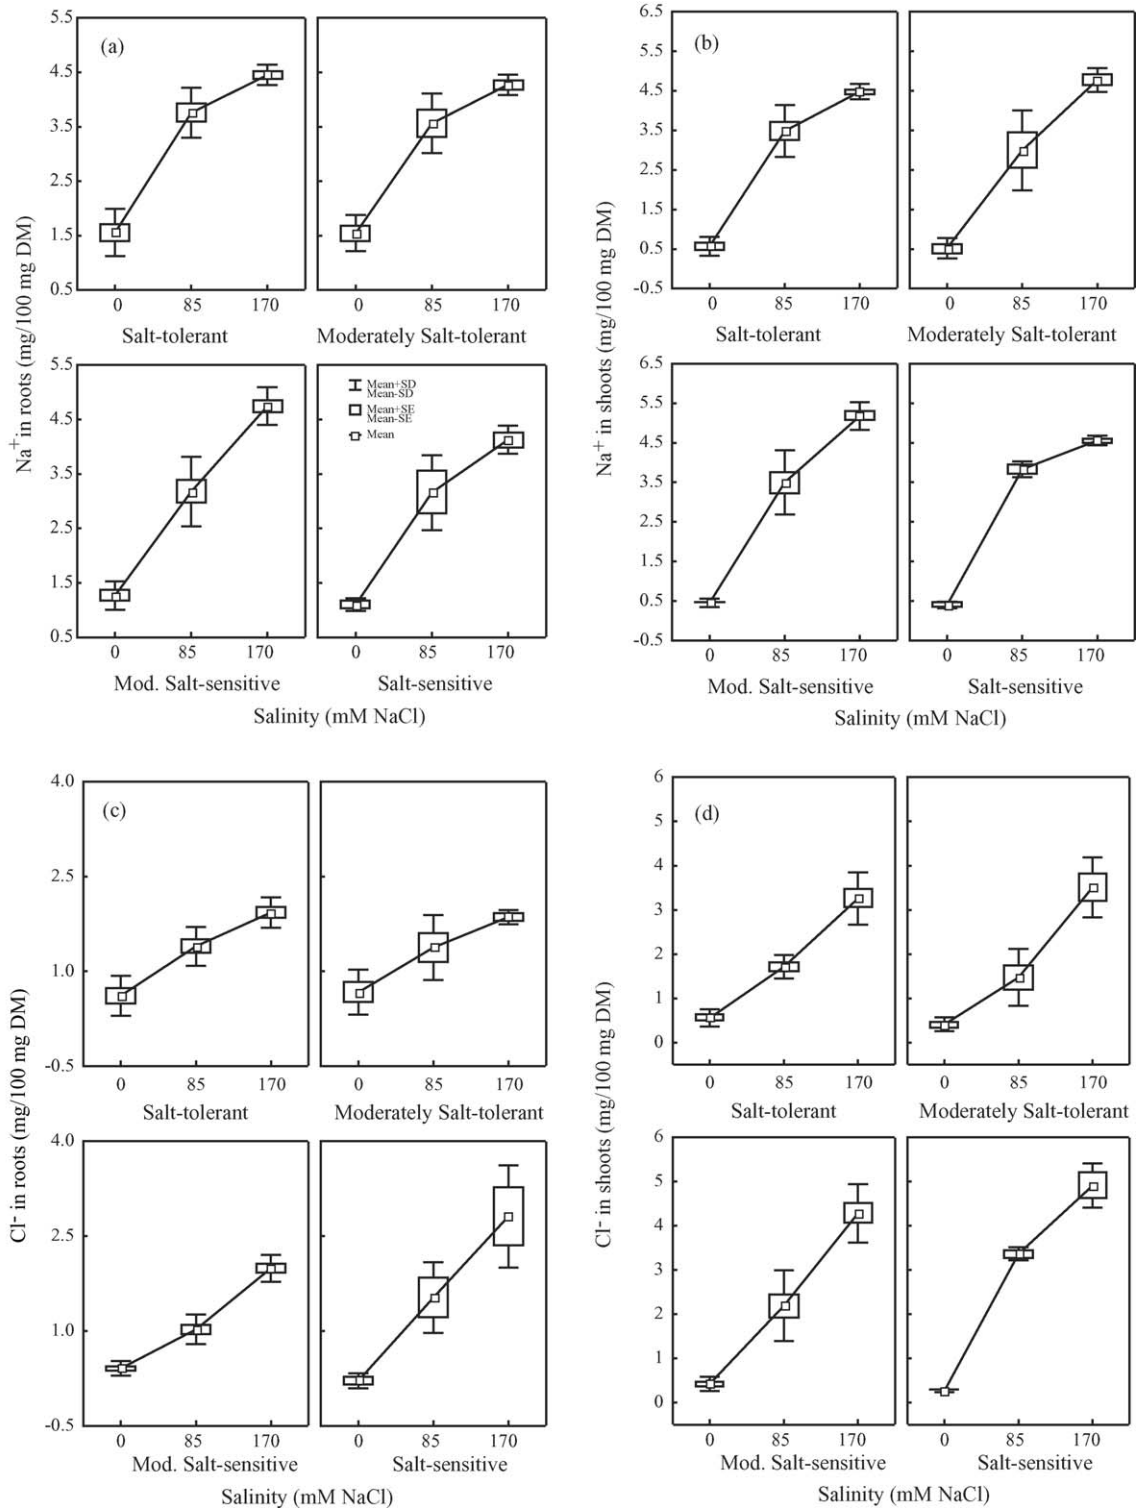 (a)
Na+ in roots (mg/100 mg DM)
5.5
4.5
3.5
2.5
1.5
0.5
0 85 170
Salt-tolerant
0 85 170
Moderately Salt-tolerant
5.5
4.5
3.5
2.5
1.5
0.5
0 85 170
Mod. Salt-sensitive
Mean+SD
Mean-SD
Mean+SE
Mean-SE
Mean
0 85 170
Salt-sensitive
Salinity (mM NaCl)
(b)
Na+ in shoots (mg/100 mg DM)
6.5
5.5
4.5
3.5
2.5
1.5
0.5
-0.5
0 85 170
Salt-tolerant
0 85 170
Moderately Salt-tolerant
6.5
5.5
4.5
3.5
2.5
1.5
0.5
-0.5
0 85 170
Mod. Salt-sensitive
0 85 170
Salt-sensitive
Salinity (mM NaCl)
(c)
Cl- in roots (mg/100 mg DM)
4.0
2.5
1.0
-0.5
0 85 170
Salt-tolerant
0 85 170
Moderately Salt-tolerant
4.0
2.5
1.0
-0.5
0 85 170
Mod. Salt-sensitive
0 85 170
Salt-sensitive
Salinity (mM NaCl)
(d)
Cl- in shoots (mg/100 mg DM)
6
5
4
3
2
1
0
0 85 170
Salt-tolerant
0 85 170
Moderately Salt-tolerant
6
5
4
3
2
1
0
0 85 170
Mod. Salt-sensitive
0 85 170
Salt-sensitive
Salinity (mM NaCl)